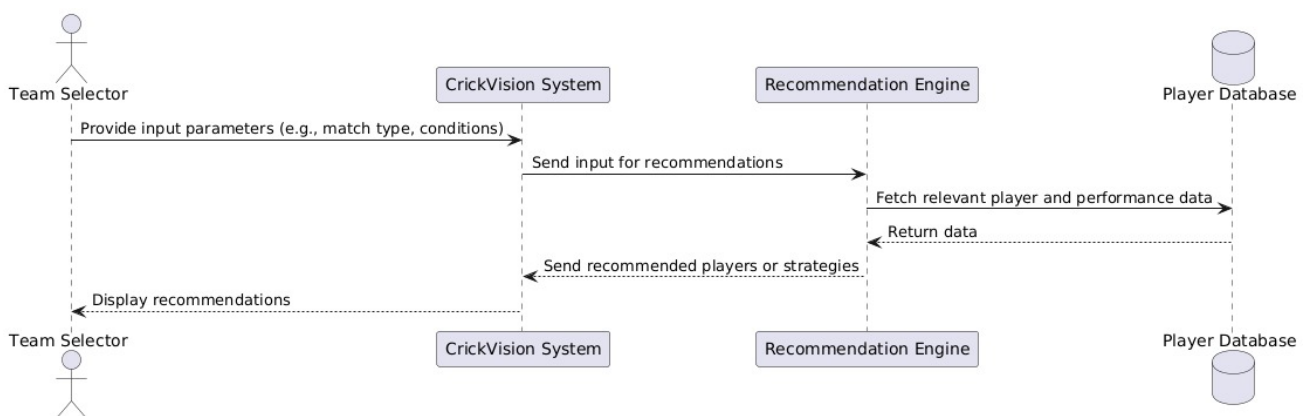 Team Selector
CrickVision System
Recommendation Engine
Player Database
Provide input parameters (e.g., match type, conditions)
Send input for recommendations
Fetch relevant player and performance data
Return data
Send recommended players or strategies
Display recommendations
Team Selector
CrickVision System
Recommendation Engine
Player Database